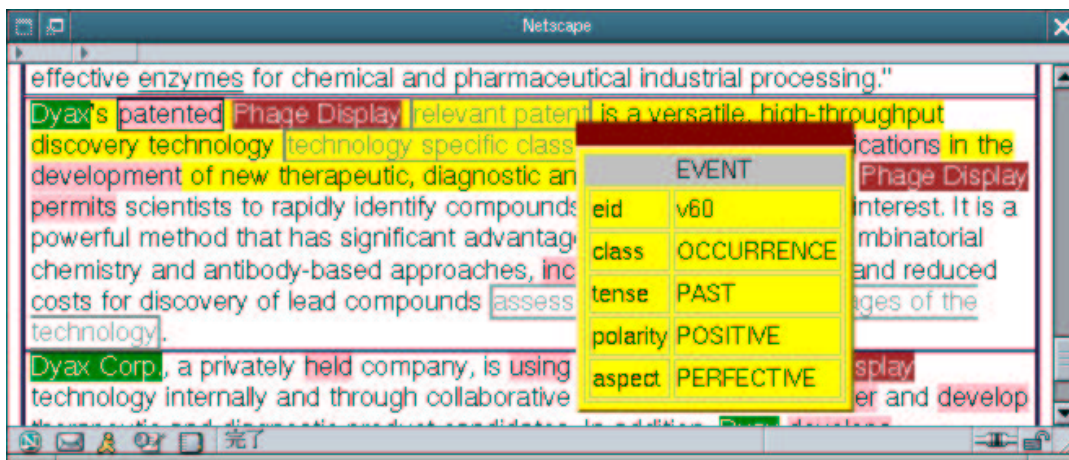 Netscape
effective enzymes for chemical and pharmaceutical industrial processing."
Dyax's patented Phage Display relevant patent is a versatile, high-throughput
discovery technology technology specific class cations in the
development of new therapeutic, diagnostic an Phage Display
permits scientists to rapidly identify compounds interest. It is a
powerful method that has significant advantag mbinatorial
chemistry and antibody-based approaches, inc and reduced
costs for discovery of lead compounds assess ges of the
technology.
Dyax Corp., a privately held company, is using splay
technology internally and through collaborative er and develop
EVENT
eid v60
class OCCURRENCE
tense PAST
polarity POSITIVE
aspect PERFECTIVE
完了